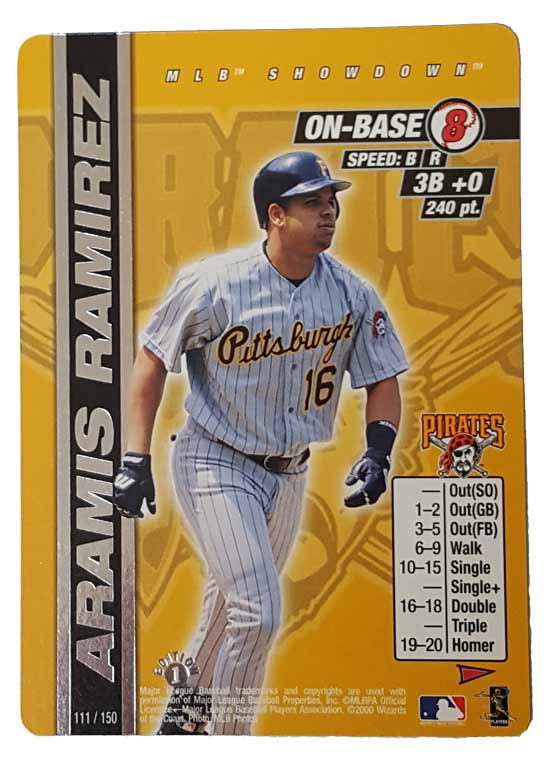 MLB™ SHOWDOWN™
ARAMIS RAMIREZ
ON-BASE 8
SPEED: B R
3B +0
240 pt.
Pittsburgh
16
PIRATES
— Out(SO)
1–2 Out(GB)
3–5 Out(FB)
6–9 Walk
10–15 Single
— Single+
16–18 Double
— Triple
19–20 Homer
EDITION
1
Major League Baseball trademarks and copyrights are used with
permission of Major League Baseball Properties, Inc. ©MLBPA Official
Licensee - Major League Baseball Players Association. ©2000 Wizards
of the Coast. Photo: MLB Photos
111 / 150
PLAYERS